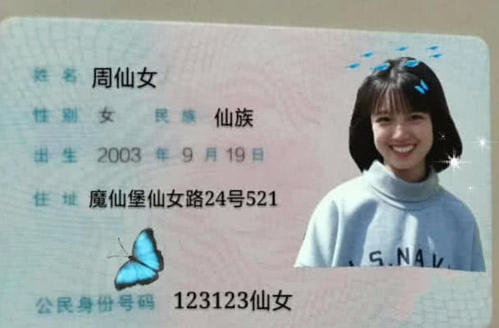 姓名 周仙女
性别 女 民族 仙族
出生 2003 年 9 月 19 日
住址 魔仙堡仙女路24号521
U.S.NAV
公民身份号码 123123仙女